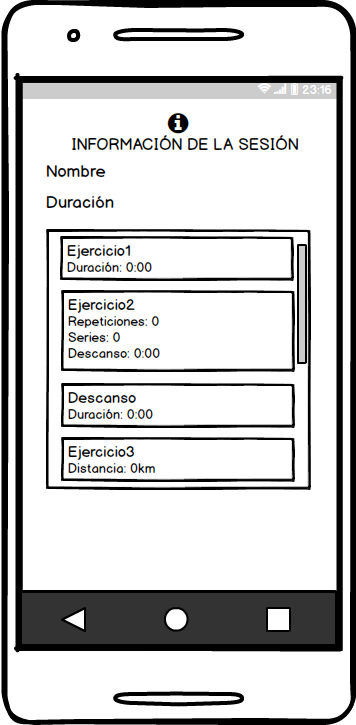 23:16
INFORMACIÓN DE LA SESIÓN
Nombre
Duración
Ejercicio1
Duración: 0:00
Ejercicio2
Repeticiones: 0
Series: 0
Descanso: 0:00
Descanso
Duración: 0:00
Ejercicio3
Distancia: 0km